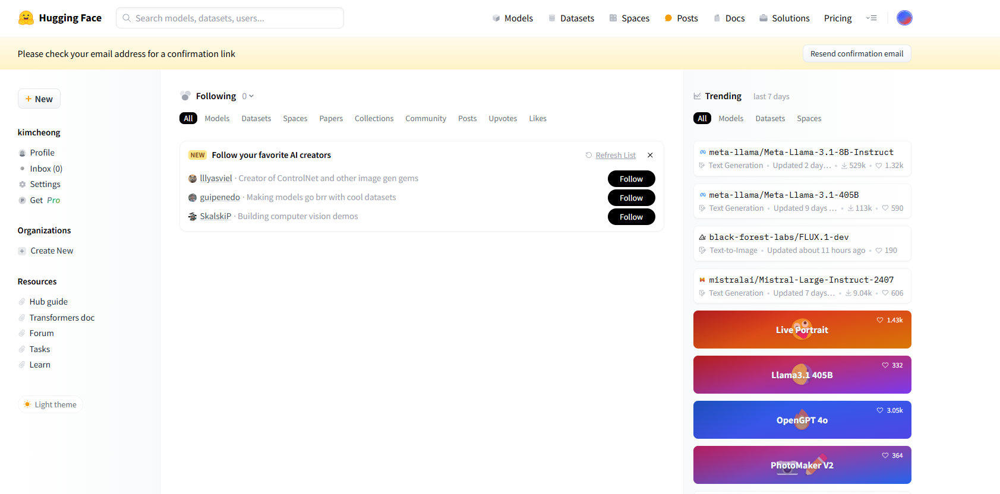 Hugging Face
Search models, datasets, users...
Models
Datasets
Spaces
Posts
Docs
Solutions
Pricing
Please check your email address for a confirmation link
Resend confirmation email
+ New
kimcheong
Profile
Inbox (0)
Settings
P Get Pro
Organizations
+ Create New
Resources
Hub guide
Transformers doc
Forum
Tasks
Learn
Light theme
Following 0
All Models Datasets Spaces Papers Collections Community Posts Upvotes Likes
NEW Follow your favorite AI creators
Refresh List
lllyasviel · Creator of ControlNet and other image gen gems
Follow
guipenedo · Making models go brr with cool datasets
Follow
SkalskiP · Building computer vision demos
Follow
Trending last 7 days
All Models Datasets Spaces
meta-llama/Meta-Llama-3.1-8B-Instruct
Text Generation • Updated 2 day... • 529k • 1.32k
meta-llama/Meta-Llama-3.1-405B
Text Generation • Updated 9 days ... • 113k • 590
black-forest-labs/FLUX.1-dev
Text-to-Image • Updated about 11 hours ago • 190
mistralai/Mistral-Large-Instruct-2407
Text Generation • Updated 7 days... • 9.04k • 606
1.43k
Live Portrait
332
Llama3.1 405B
3.05k
OpenGPT 4o
364
PhotoMaker V2